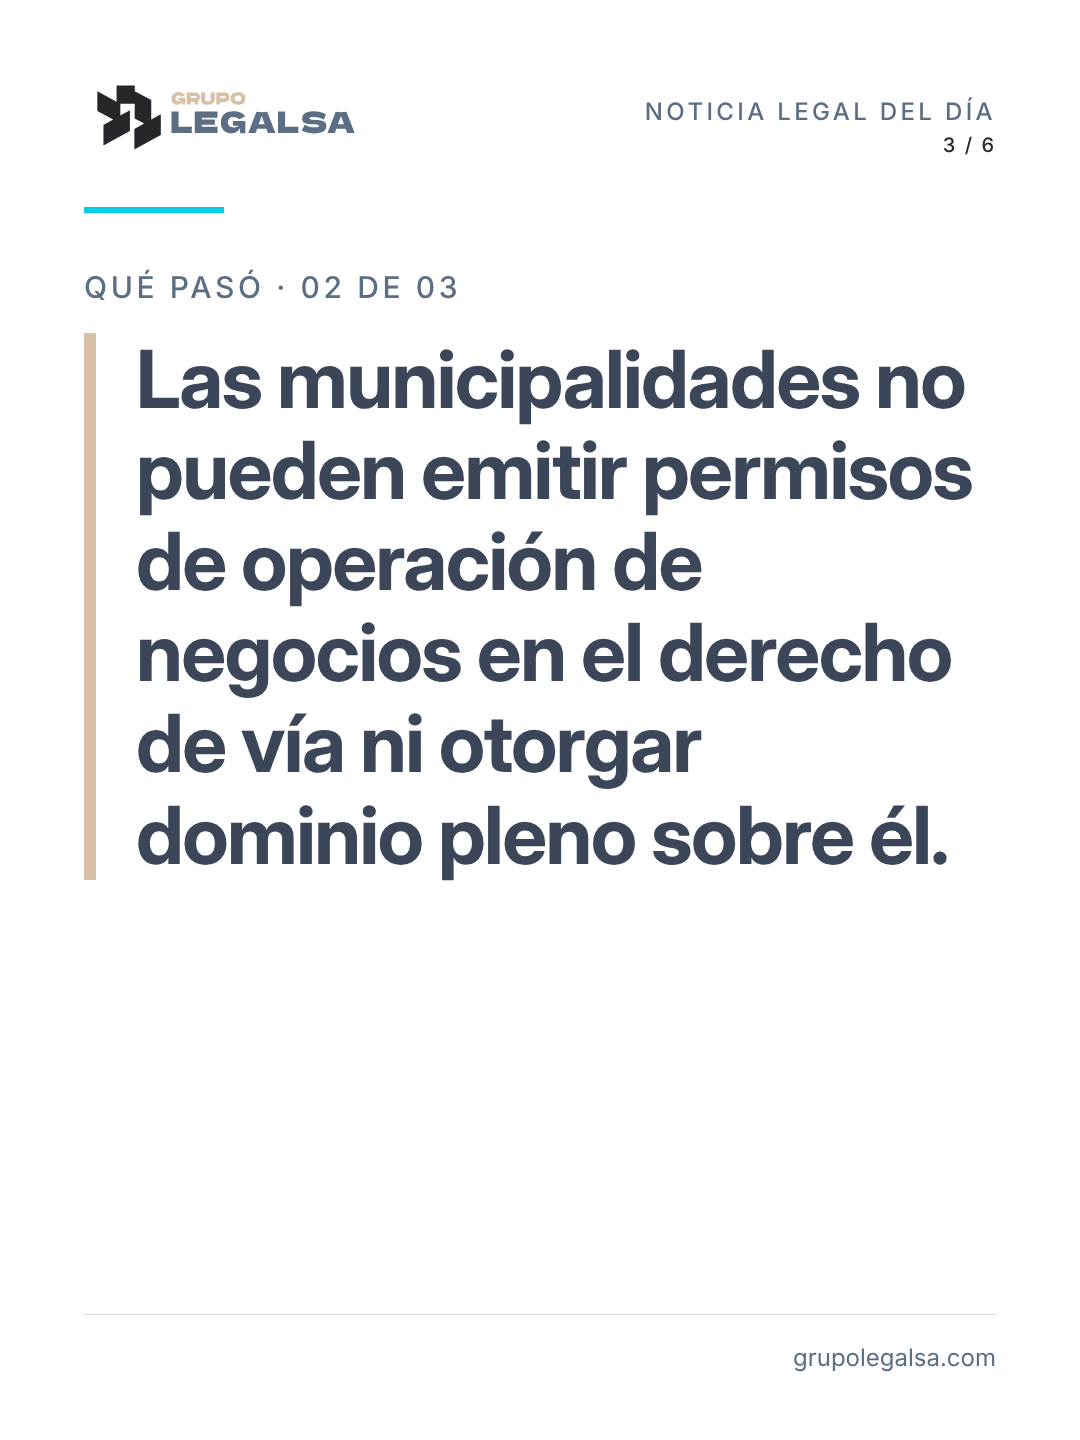 GRUPO
LEGALSA
NOTICIA LEGAL DEL DÍA
3 / 6
QUÉ PASÓ · 02 DE 03
Las municipalidades no
pueden emitir permisos
de operación de
negocios en el derecho
de vía ni otorgar
dominio pleno sobre él.
grupolegalsa.com